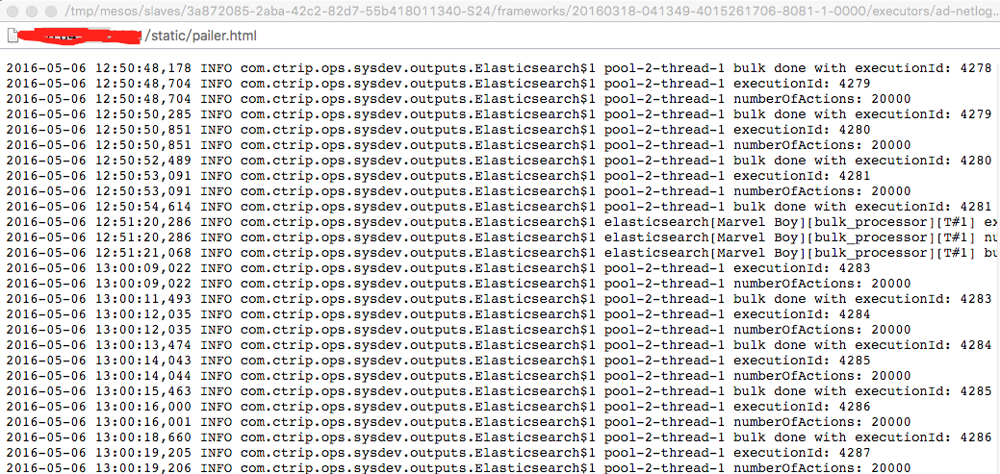 /tmp/mesos/slaves/3a872085-2aba-42c2-82d7-55b418011340-S24/frameworks/20160318-041349-4015261706-8081-1-0000/executors/ad-netlog...
/static/pailer.html
2016-05-06 12:50:48,178 INFO com.ctrip.ops.sysdev.outputs.Elasticsearch$1 pool-2-thread-1 bulk done with executionId: 4278
2016-05-06 12:50:48,704 INFO com.ctrip.ops.sysdev.outputs.Elasticsearch$1 pool-2-thread-1 executionId: 4279
2016-05-06 12:50:48,704 INFO com.ctrip.ops.sysdev.outputs.Elasticsearch$1 pool-2-thread-1 numberOfActions: 20000
2016-05-06 12:50:50,285 INFO com.ctrip.ops.sysdev.outputs.Elasticsearch$1 pool-2-thread-1 bulk done with executionId: 4279
2016-05-06 12:50:50,851 INFO com.ctrip.ops.sysdev.outputs.Elasticsearch$1 pool-2-thread-1 executionId: 4280
2016-05-06 12:50:50,851 INFO com.ctrip.ops.sysdev.outputs.Elasticsearch$1 pool-2-thread-1 numberOfActions: 20000
2016-05-06 12:50:52,489 INFO com.ctrip.ops.sysdev.outputs.Elasticsearch$1 pool-2-thread-1 bulk done with executionId: 4280
2016-05-06 12:50:53,091 INFO com.ctrip.ops.sysdev.outputs.Elasticsearch$1 pool-2-thread-1 executionId: 4281
2016-05-06 12:50:53,091 INFO com.ctrip.ops.sysdev.outputs.Elasticsearch$1 pool-2-thread-1 numberOfActions: 20000
2016-05-06 12:50:54,614 INFO com.ctrip.ops.sysdev.outputs.Elasticsearch$1 pool-2-thread-1 bulk done with executionId: 4281
2016-05-06 12:51:20,286 INFO com.ctrip.ops.sysdev.outputs.Elasticsearch$1 elasticsearch[Marvel Boy][bulk_processor][T#1] ex
2016-05-06 12:51:20,286 INFO com.ctrip.ops.sysdev.outputs.Elasticsearch$1 elasticsearch[Marvel Boy][bulk_processor][T#1] nu
2016-05-06 12:51:21,068 INFO com.ctrip.ops.sysdev.outputs.Elasticsearch$1 elasticsearch[Marvel Boy][bulk_processor][T#1] bu
2016-05-06 13:00:09,022 INFO com.ctrip.ops.sysdev.outputs.Elasticsearch$1 pool-2-thread-1 executionId: 4283
2016-05-06 13:00:09,022 INFO com.ctrip.ops.sysdev.outputs.Elasticsearch$1 pool-2-thread-1 numberOfActions: 20000
2016-05-06 13:00:11,493 INFO com.ctrip.ops.sysdev.outputs.Elasticsearch$1 pool-2-thread-1 bulk done with executionId: 4283
2016-05-06 13:00:12,035 INFO com.ctrip.ops.sysdev.outputs.Elasticsearch$1 pool-2-thread-1 executionId: 4284
2016-05-06 13:00:12,035 INFO com.ctrip.ops.sysdev.outputs.Elasticsearch$1 pool-2-thread-1 numberOfActions: 20000
2016-05-06 13:00:13,474 INFO com.ctrip.ops.sysdev.outputs.Elasticsearch$1 pool-2-thread-1 bulk done with executionId: 4284
2016-05-06 13:00:14,043 INFO com.ctrip.ops.sysdev.outputs.Elasticsearch$1 pool-2-thread-1 executionId: 4285
2016-05-06 13:00:14,044 INFO com.ctrip.ops.sysdev.outputs.Elasticsearch$1 pool-2-thread-1 numberOfActions: 20000
2016-05-06 13:00:15,463 INFO com.ctrip.ops.sysdev.outputs.Elasticsearch$1 pool-2-thread-1 bulk done with executionId: 4285
2016-05-06 13:00:16,000 INFO com.ctrip.ops.sysdev.outputs.Elasticsearch$1 pool-2-thread-1 executionId: 4286
2016-05-06 13:00:16,001 INFO com.ctrip.ops.sysdev.outputs.Elasticsearch$1 pool-2-thread-1 numberOfActions: 20000
2016-05-06 13:00:18,660 INFO com.ctrip.ops.sysdev.outputs.Elasticsearch$1 pool-2-thread-1 bulk done with executionId: 4286
2016-05-06 13:00:19,205 INFO com.ctrip.ops.sysdev.outputs.Elasticsearch$1 pool-2-thread-1 executionId: 4287
2016-05-06 13:00:19,206 INFO com.ctrip.ops.sysdev.outputs.Elasticsearch$1 pool-2-thread-1 numberOfActions: 20000